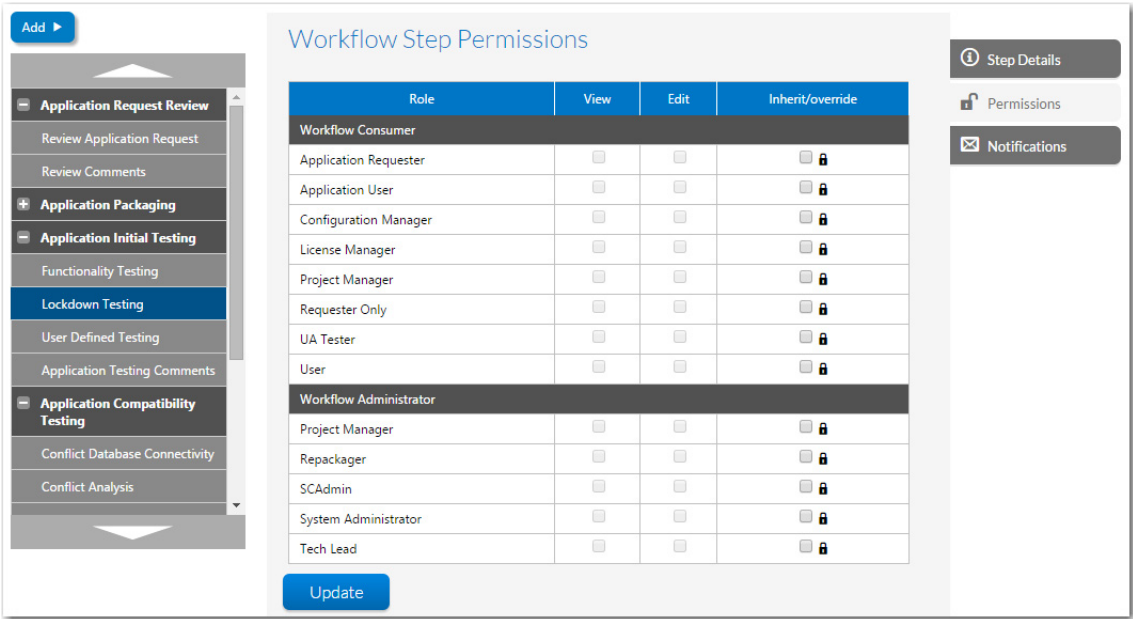 Add
Workflow Step Permissions
Application Request Review
Review Application Request
Review Comments
Application Packaging
Application Initial Testing
Functionality Testing
Lockdown Testing
User Defined Testing
Application Testing Comments
Application Compatibility
Testing
Conflict Database Connectivity
Conflict Analysis
Role View Edit Inherit/override
Workflow Consumer
Application Requester
Application User
Configuration Manager
License Manager
Project Manager
Requester Only
UA Tester
User
Workflow Administrator
Project Manager
Repackager
SCAdmin
System Administrator
Tech Lead
Update
Step Details
Permissions
Notifications